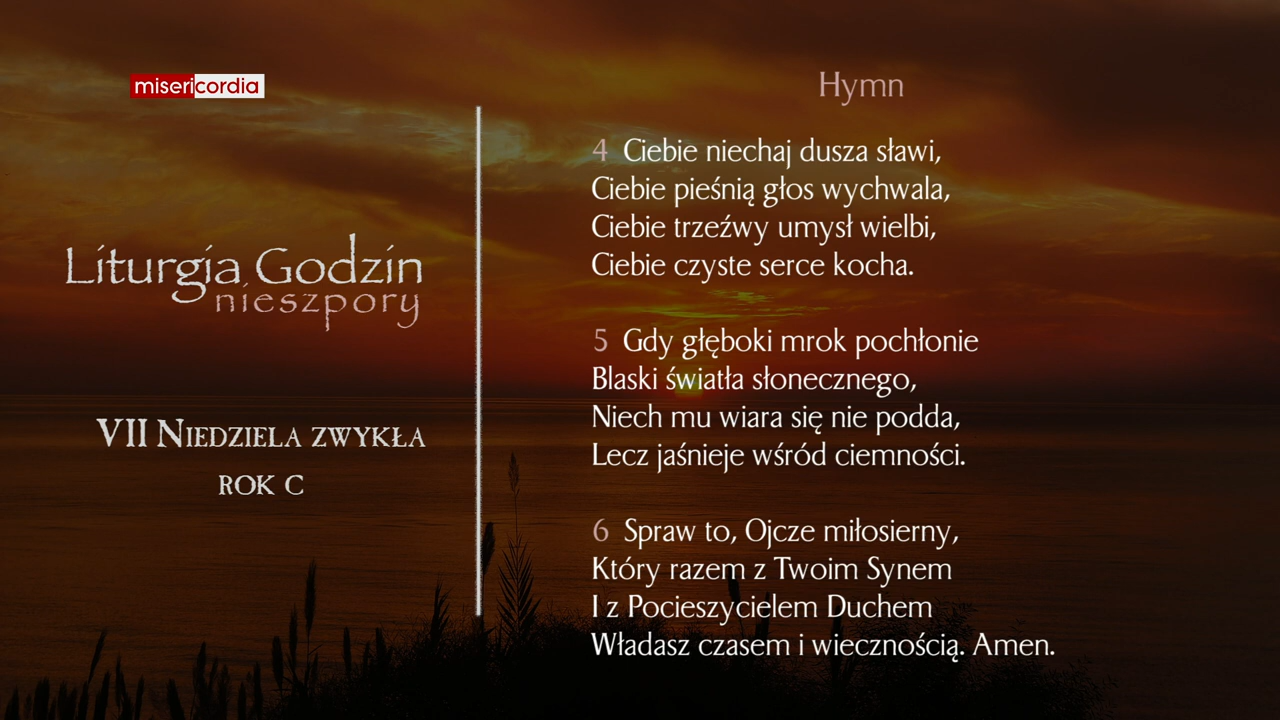 misericordia
Liturgia Godzin
nieszpory
VII Niedziela zwykła
rok C
Hymn
4 Ciebie niechaj dusza sławi,
Ciebie pieśnią głos wychwala,
Ciebie trzeźwy umysł wielbi,
Ciebie czyste serce kocha.
5 Gdy głęboki mrok pochłonie
Blaski światła słonecznego,
Niech mu wiara się nie podda,
Lecz jaśnieje wśród ciemności.
6 Spraw to, Ojcze miłosierny,
Który razem z Twoim Synem
I z Pocieszycielem Duchem
Władasz czasem i wiecznością. Amen.